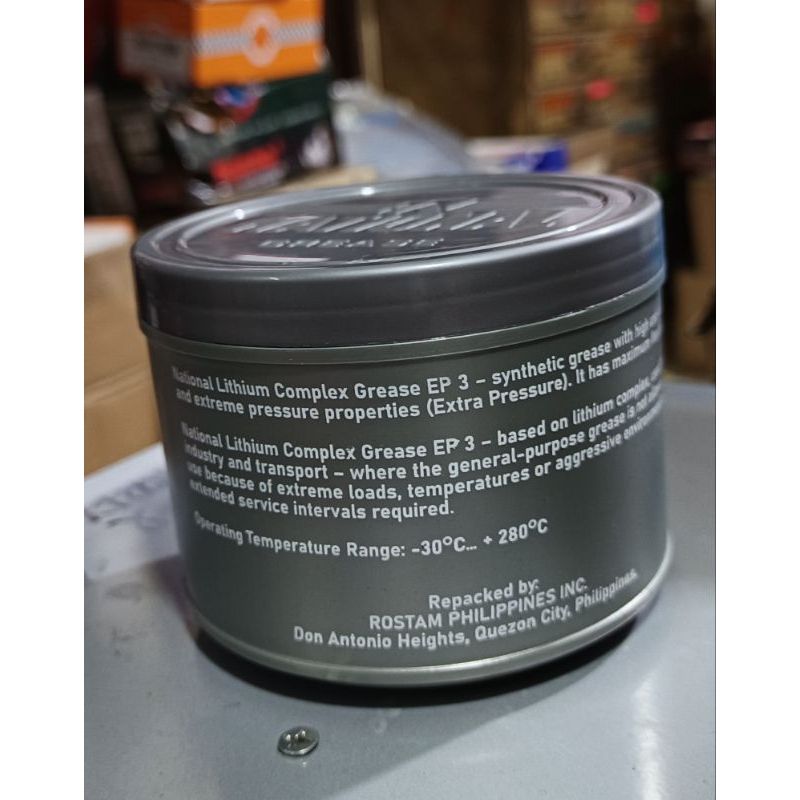 GREASE
National Lithium Complex Grease EP 3 – synthetic grease with high
and extreme pressure properties (Extra Pressure). It has maximum
National Lithium Complex Grease EP 3 – based on lithium complex,
industry and transport – where the general-purpose grease is not
use because of extreme loads, temperatures or aggressive
extended service intervals required.
Operating Temperature Range: -30°C... + 280°C
Repacked by:
ROSTAM PHILIPPINES INC.
Don Antonio Heights, Quezon City, Philippines.